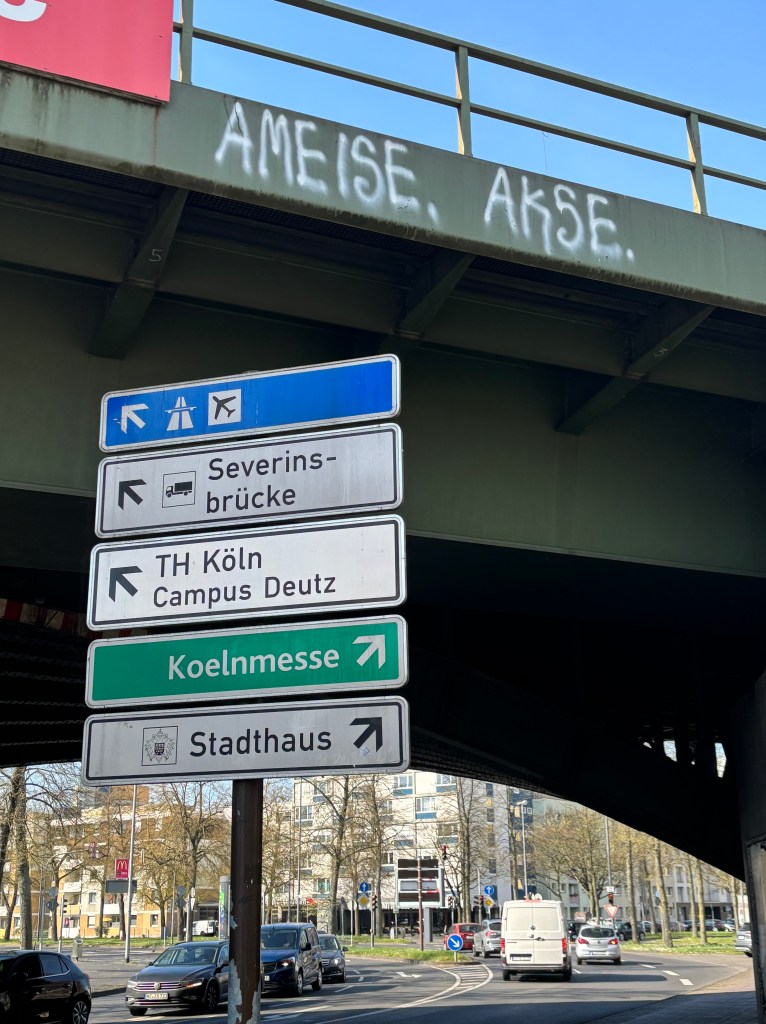 AMEISE. AKSE.
Severins-
brücke
TH Köln
Campus Deutz
Koelnmesse
Stadthaus